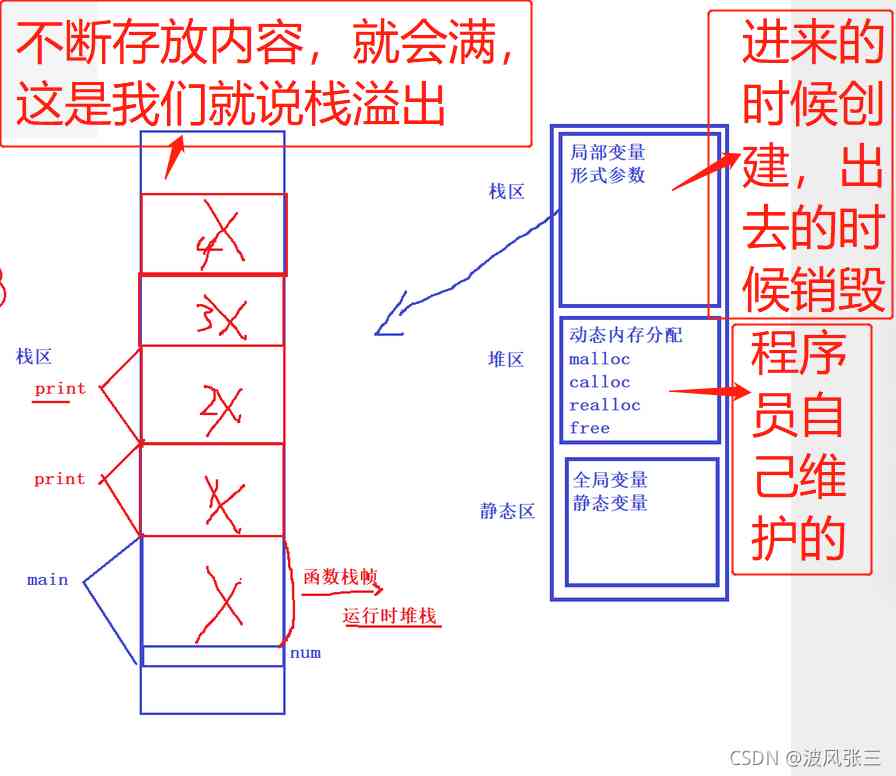 不断存放内容，就会满，
这是我们就说栈溢出
进来的
时候创
建，出
去的时
候销毁
栈区
局部变量
形式参数
4
3
栈区
print
2
print
main
函数栈帧
运行时堆栈
num
堆区
动态内存分配
malloc
calloc
realloc
free
程序
员自
己维
护的
静态区
全局变量
静态变量
CSDN @波风张三